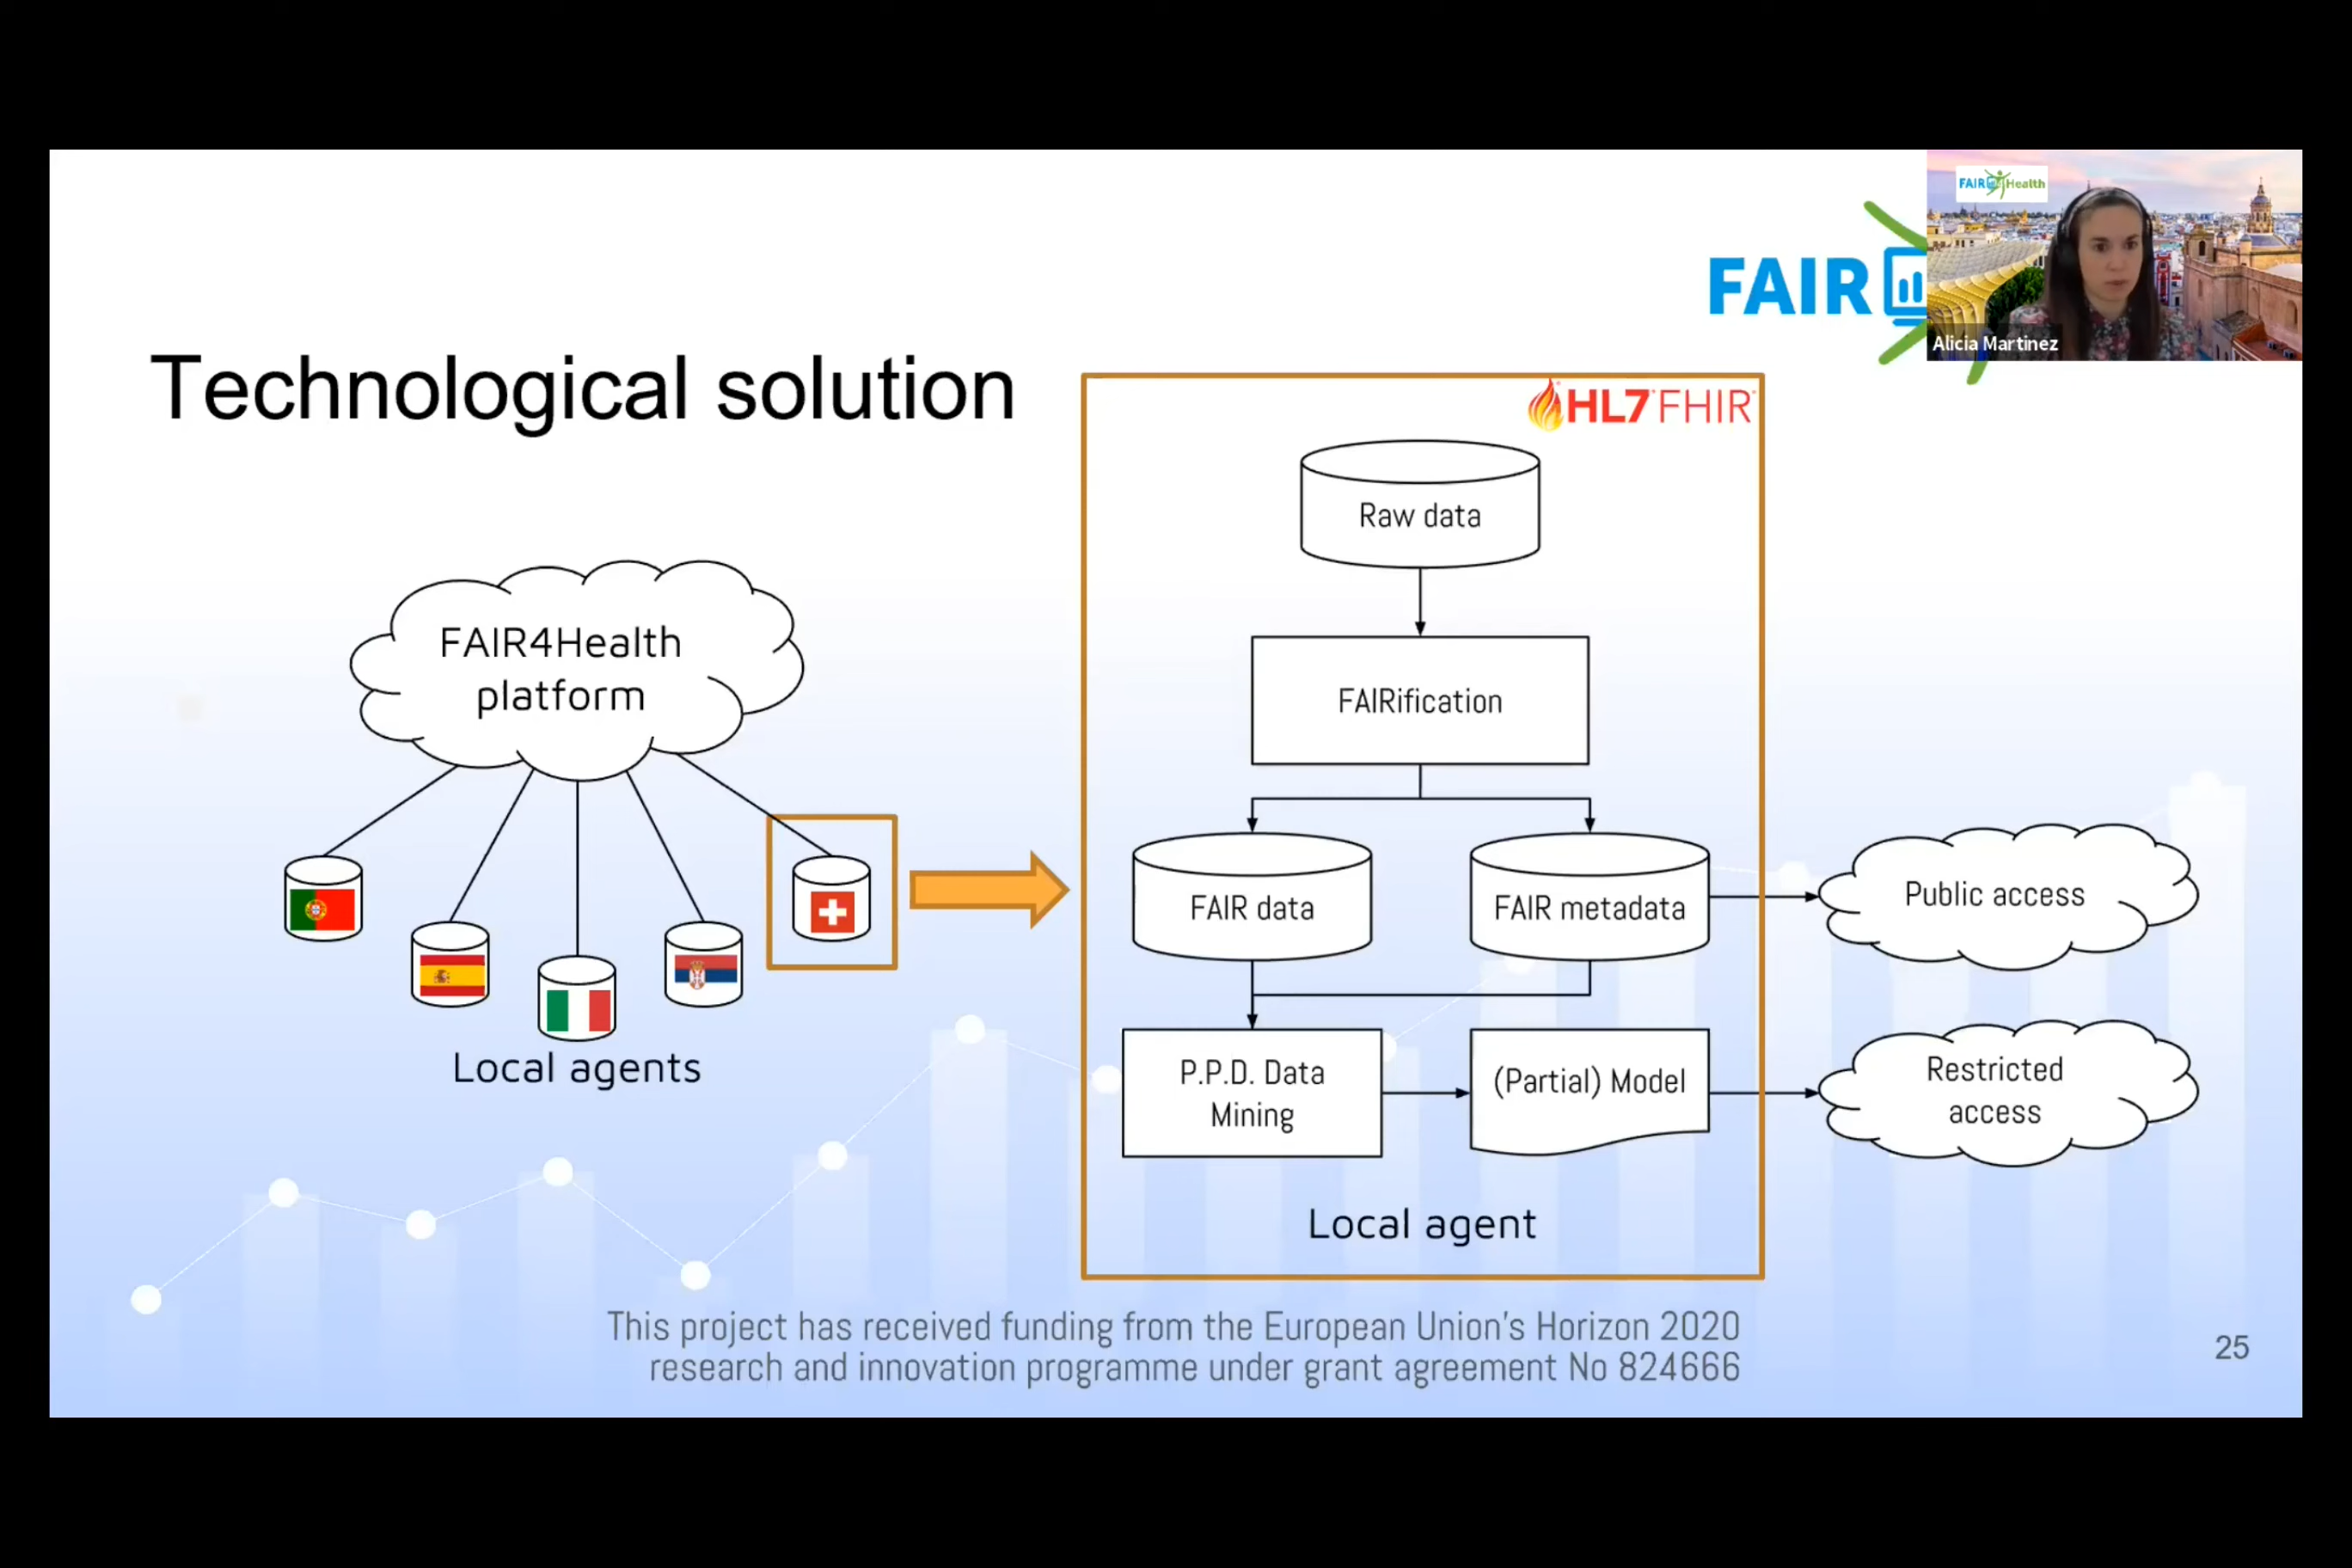 FAIR Health
FAIR
Alicia Martinez
Technological solution
HL7 FHIR
Raw data
FAIR4Health
platform
FAIRification
FAIR data
FAIR metadata
Public access
Local agents
P.P.D. Data
Mining
(Partial) Model
Restricted
access
Local agent
This project has received funding from the European Union's Horizon 2020
research and innovation programme under grant agreement No 824666
25